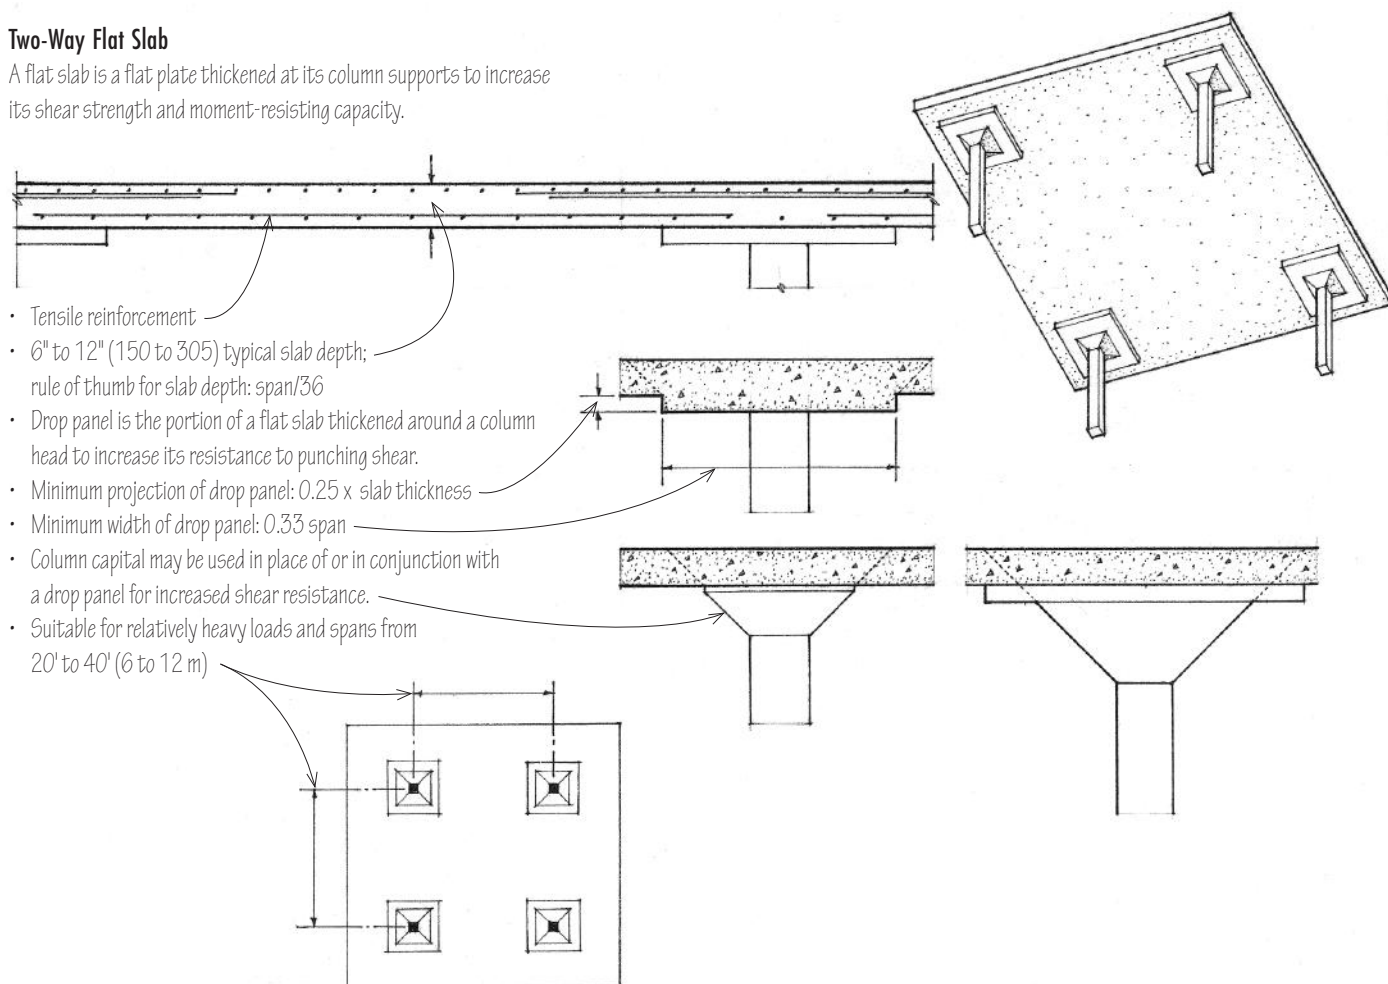 Two-Way Flat Slab
A flat slab is a flat plate thickened at its column supports to increase
its shear strength and moment-resisting capacity.
• Tensile reinforcement
• 6" to 12" (150 to 305) typical slab depth;
rule of thumb for slab depth: span/36
• Drop panel is the portion of a flat slab thickened around a column
head to increase its resistance to punching shear.
• Minimum projection of drop panel: 0.25 x slab thickness
• Minimum width of drop panel: 0.33 span
• Column capital may be used in place of or in conjunction with
a drop panel for increased shear resistance.
• Suitable for relatively heavy loads and spans from
20' to 40' (6 to 12 m)